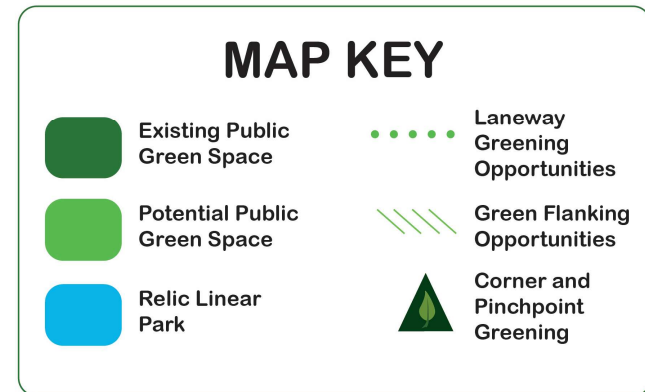 MAP KEY
Existing Public
Green Space
Potential Public
Green Space
Relic Linear
Park
Laneway
Greening
Opportunities
Green Flanking
Opportunities
Corner and
Pinchpoint
Greening